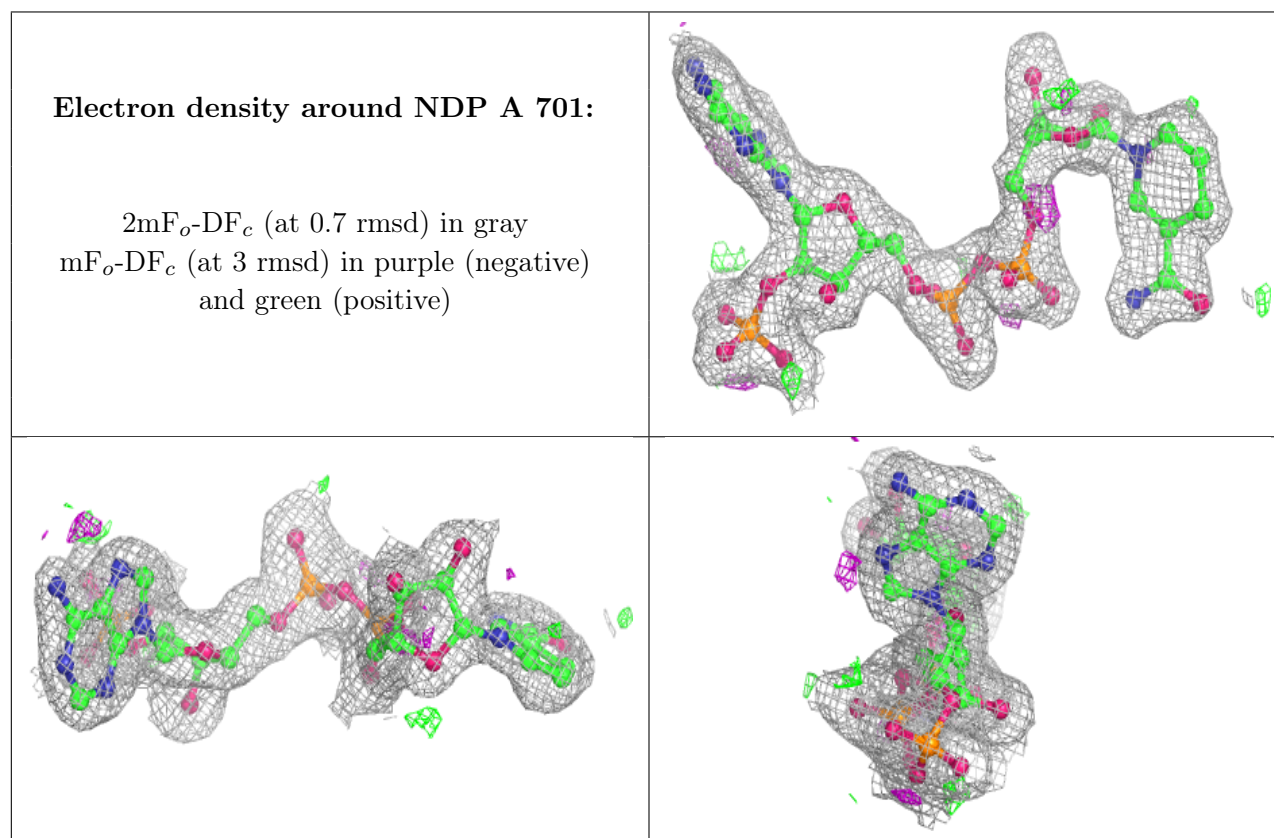 Electron density around NDP A 701:
2mFₒ-DF𝒸 (at 0.7 rmsd) in gray
mFₒ-DF𝒸 (at 3 rmsd) in purple (negative)
and green (positive)